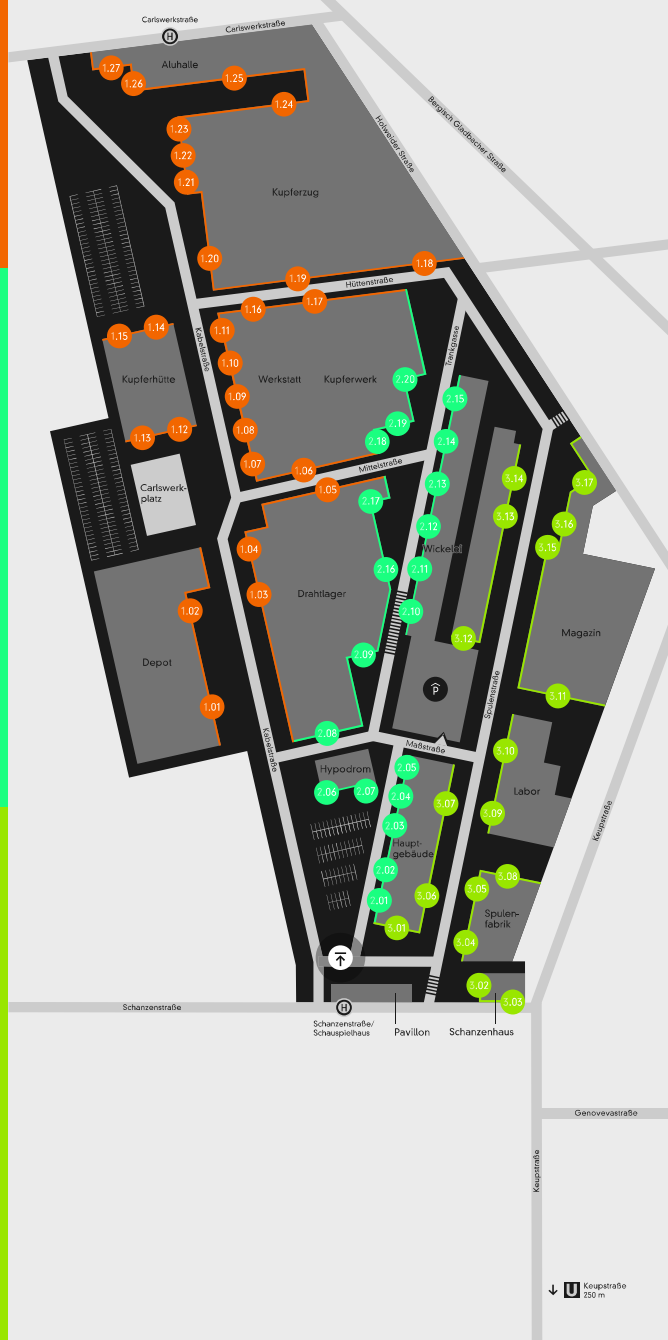 Carlswerkstraße
H
Carlswerkstraße
Aluhalle
1.27
1.26
1.25
1.24
Bergisch Gladbacher Straße
Holweider Straße
1.23
1.22
1.21
Kupferzug
1.20
1.19
1.18
Hüttenstraße
1.17
1.16
1.15
1.14
Kabelstraße
1.11
1.10
1.09
1.08
1.07
Kupferhütte
Werkstatt
Kupferwerk
Trankgasse
2.20
2.19
2.18
2.15
2.14
2.13
2.12
2.11
2.10
1.13
1.12
1.06
Mittelstraße
1.05
Carlswerk-
platz
2.17
2.16
3.14
3.13
3.17
3.16
3.15
1.04
1.03
Drahtlager
1.02
Depot
1.01
2.09
2.08
3.12
P
Spulenstraße
Magazin
3.11
Kabelstraße
Maßstraße
Hypodrom
2.06
2.07
2.05
2.04
2.03
2.02
2.01
Haupt-
gebäude
3.07
3.06
3.01
3.10
Labor
3.09
Keupstraße
3.08
3.05
Spulen-
fabrik
3.04
3.02
3.03
Schanzenstraße
H
Schanzenstraße/
Schauspielhaus
Pavillon
Schanzenhaus
Genovevastraße
Keupstraße
U
Keupstraße
250 m